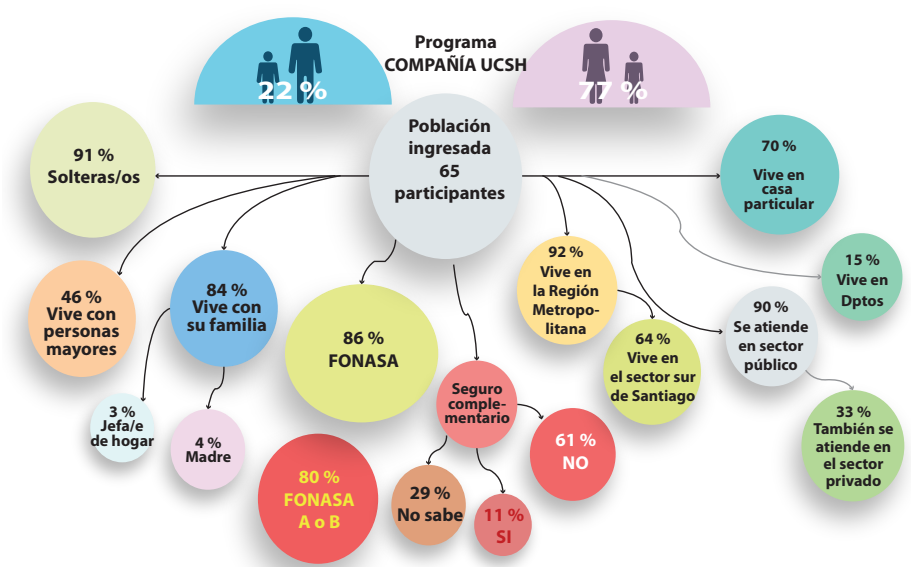 Programa
COMPAÑÍA UCSH
22 %
77 %
Población
ingresada
65
participantes
91 %
Solteras/os
70 %
Vive en
casa
particular
46 %
Vive con
personas
mayores
84 %
Vive con
su familia
86 %
FONASA
92 %
Vive en
la Región
Metropo-
litana
15 %
Vive en
Dptos
90 %
Se atiende
en sector
público
64 %
Vive en
el sector sur
de Santiago
3 %
Jefa/e
de hogar
4 %
Madre
Seguro
comple-
mentario
61 %
NO
33 %
También se
atiende en
el sector
privado
80 %
FONASA
A o B
29 %
No sabe
11 %
SI